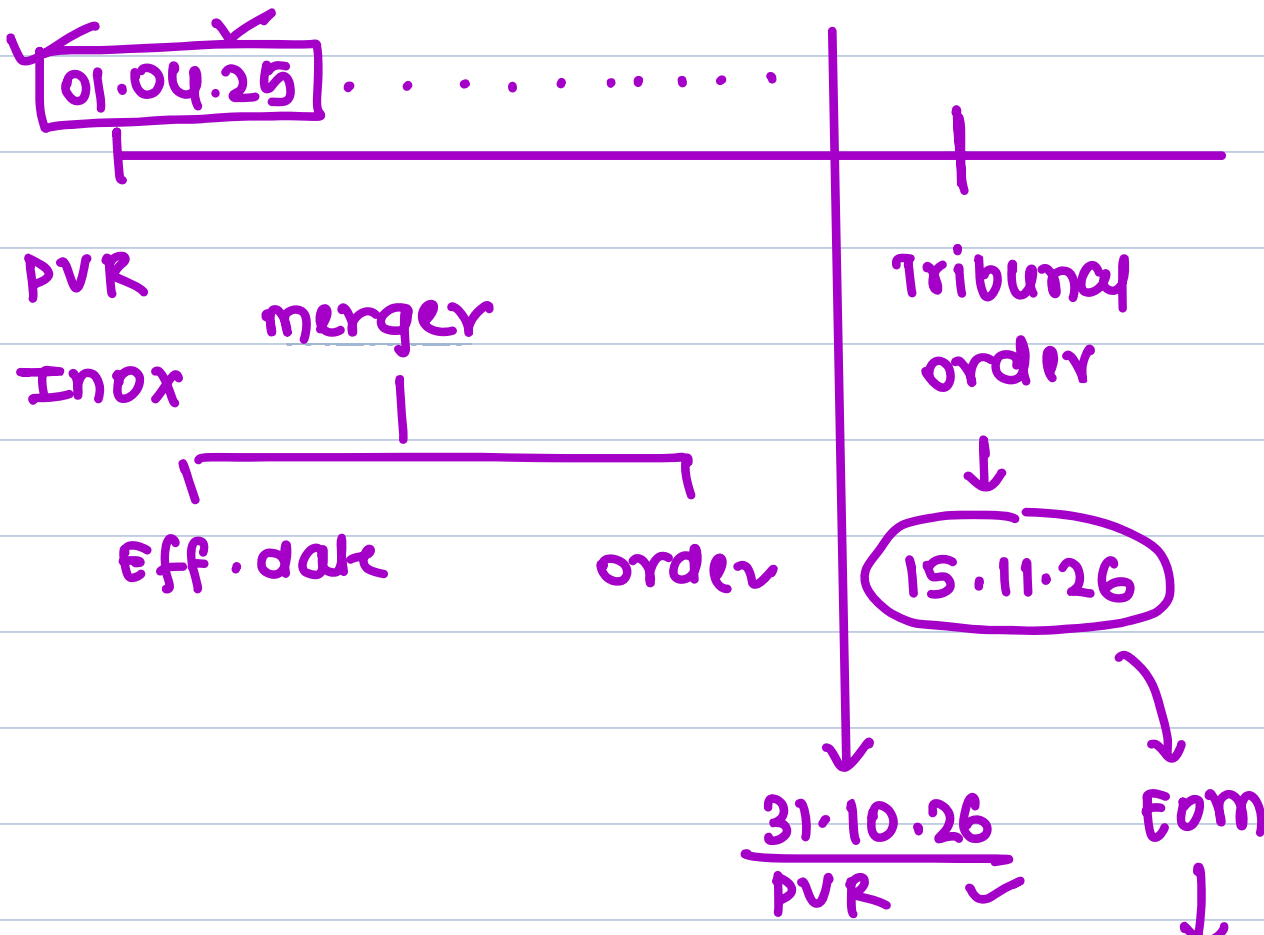 01.04.25
PVR
Inox
merger
Eff. date
order
Tribunal
order
15.11.26
31.10.26
PVR
EOM